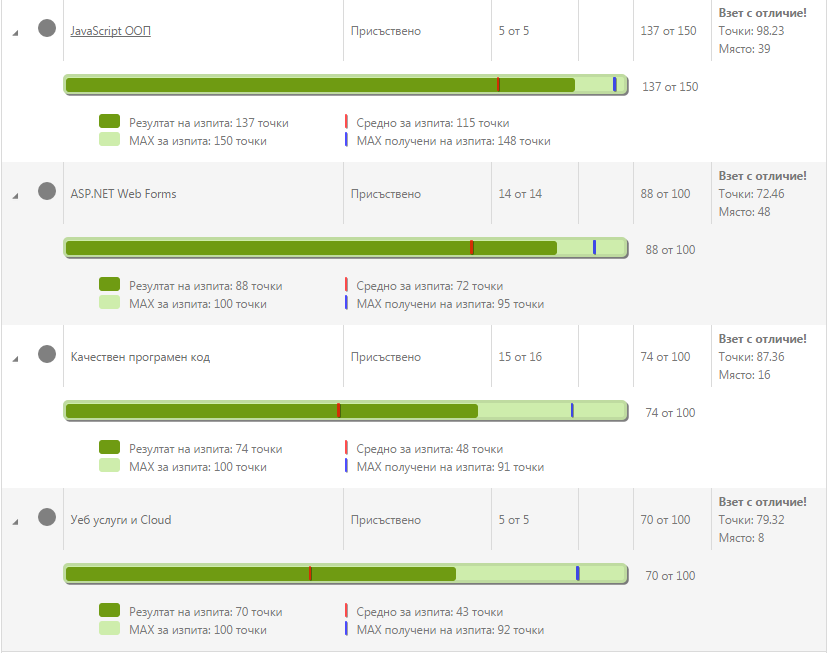 JavaScript ООП Присъствено 5 от 5 137 от 150 Взет с отличие!
Точки: 98.23
Място: 39
137 от 150
Резултат на изпита: 137 точки Средно за изпита: 115 точки
MAX за изпита: 150 точки MAX получени на изпита: 148 точки
ASP.NET Web Forms Присъствено 14 от 14 88 от 100 Взет с отличие!
Точки: 72.46
Място: 48
88 от 100
Резултат на изпита: 88 точки Средно за изпита: 72 точки
MAX за изпита: 100 точки MAX получени на изпита: 95 точки
Качествен програмен код Присъствено 15 от 16 74 от 100 Взет с отличие!
Точки: 87.36
Място: 16
74 от 100
Резултат на изпита: 74 точки Средно за изпита: 48 точки
MAX за изпита: 100 точки MAX получени на изпита: 91 точки
Уеб услуги и Cloud Присъствено 5 от 5 70 от 100 Взет с отличие!
Точки: 79.32
Място: 8
70 от 100
Резултат на изпита: 70 точки Средно за изпита: 43 точки
MAX за изпита: 100 точки MAX получени на изпита: 92 точки